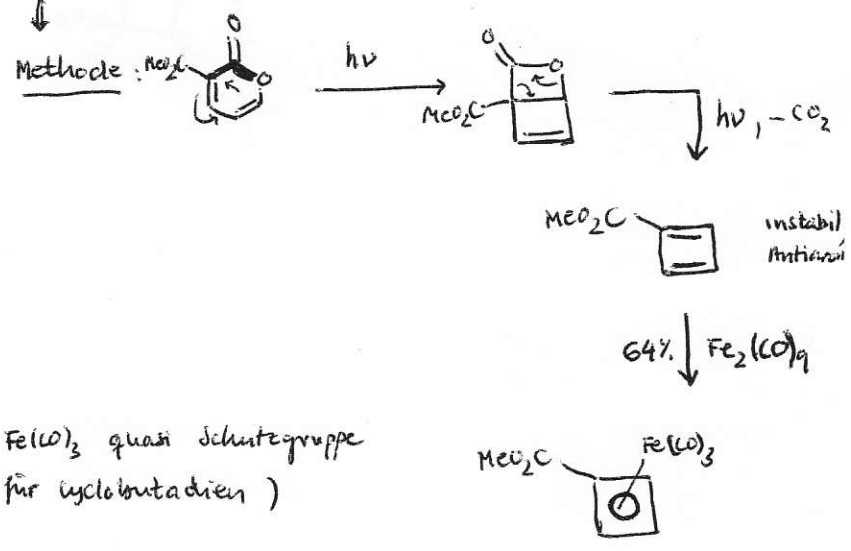 Methode : MeO₂C O O
hν
O O
MeO₂C
hν, -CO₂
MeO₂C
instabil
64% Fe₂(CO)₉
Fe(CO)₃ quasi Schutzgruppe
für Cyclobutadien )
MeO₂C Fe(CO)₃